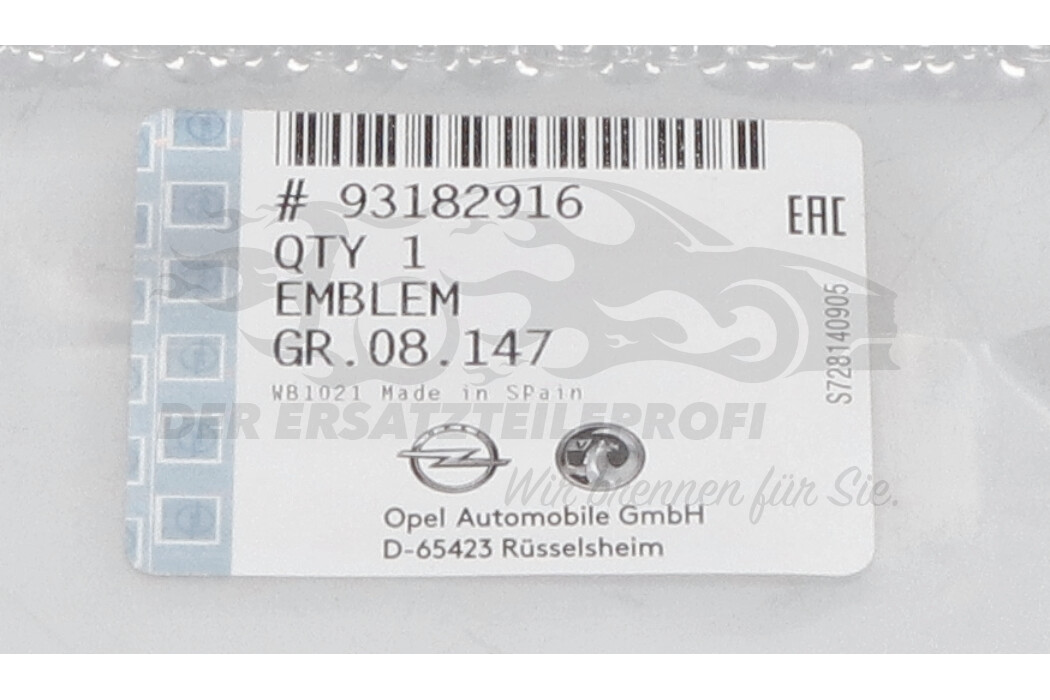 # 93182916
QTY 1
EMBLEM
GR.08.147
WB1021 Made in SPain
EAC
S728140905
DER ERSATZTEILEPROFI
Wir brennen für Sie.
Opel Automobile GmbH
D-65423 Rüsselsheim